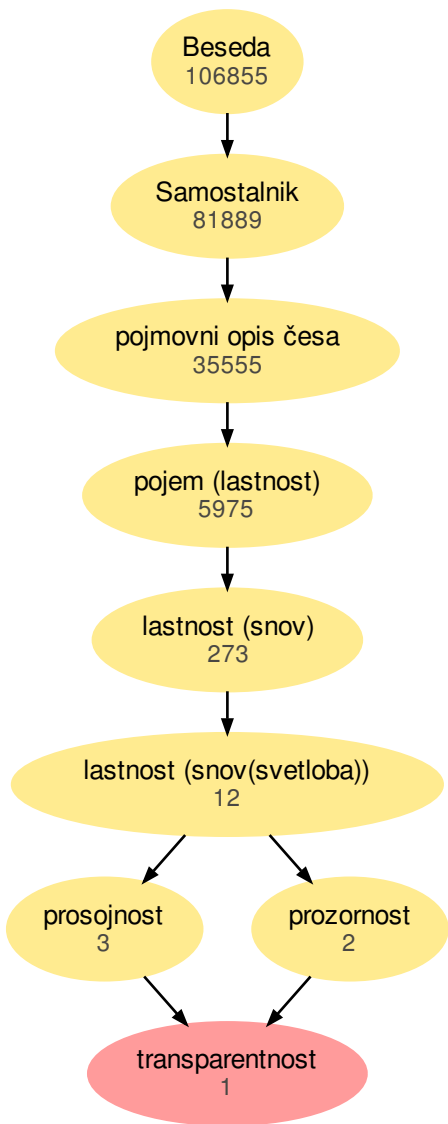 Beseda
106855
Samostalnik
81889
pojmovni opis česa
35555
pojem (lastnost)
5975
lastnost (snov)
273
lastnost (snov(svetloba))
12
prosojnost
3
prozornost
2
transparentnost
1